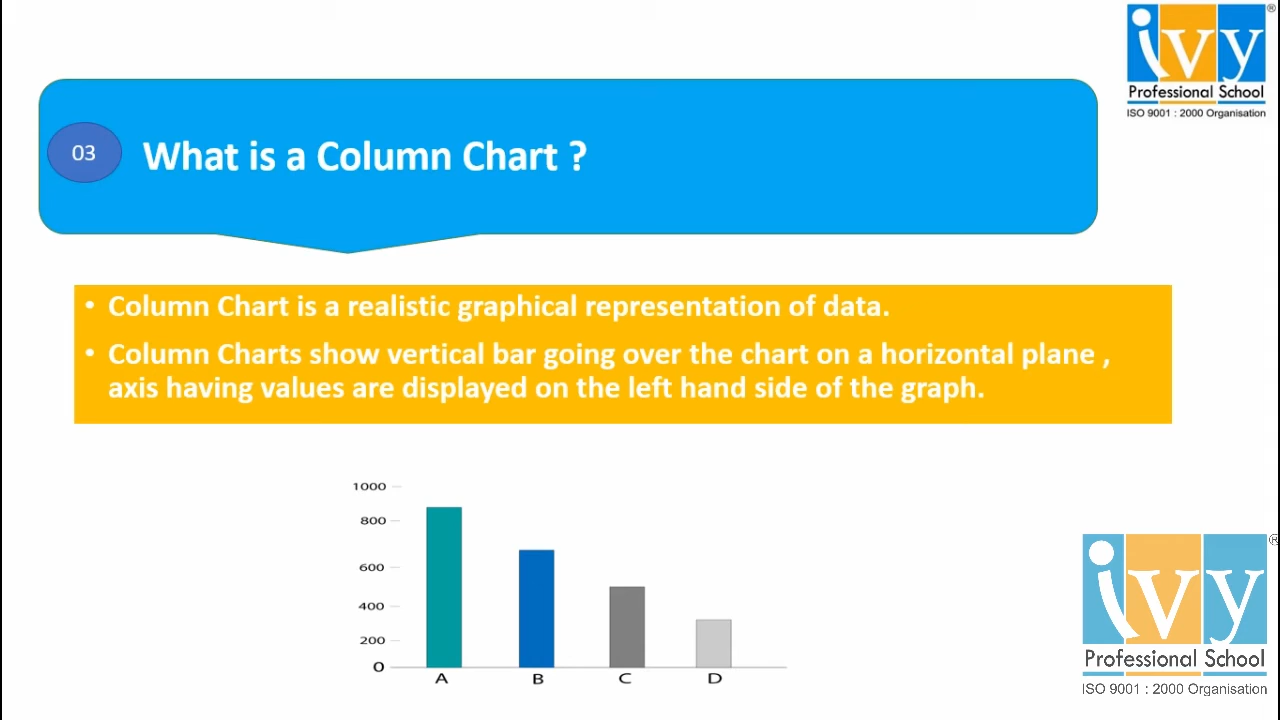 ivy
Professional School
ISO 9001 : 2000 Organisation
®
03
What is a Column Chart ?
• Column Chart is a realistic graphical representation of data.
• Column Charts show vertical bar going over the chart on a horizontal plane ,
axis having values are displayed on the left hand side of the graph.
1000
800
600
400
200
0
A B C D
ivy
Professional School
ISO 9001 : 2000 Organisation
®